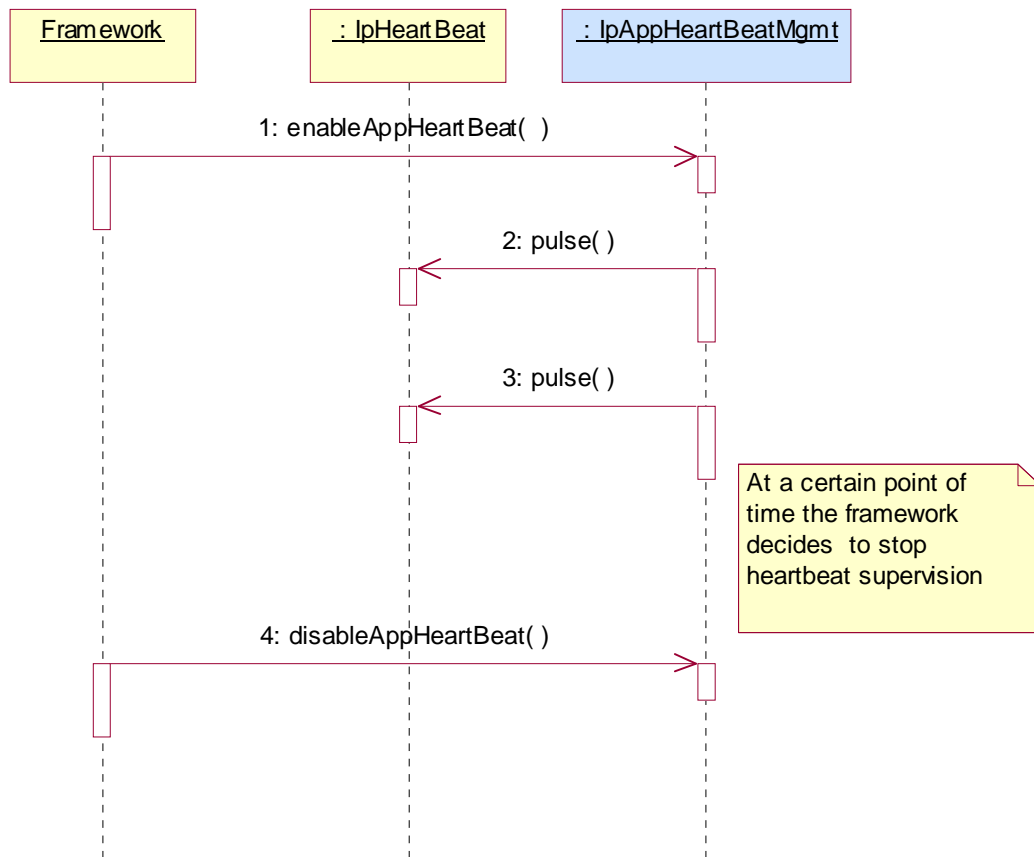 Framework
: IpHeartBeat
: IpAppHeartBeatMgmt
1: enableAppHeartBeat( )
2: pulse( )
3: pulse( )
At a certain point of
time the framework
decides to stop
heartbeat supervision
4: disableAppHeartBeat( )